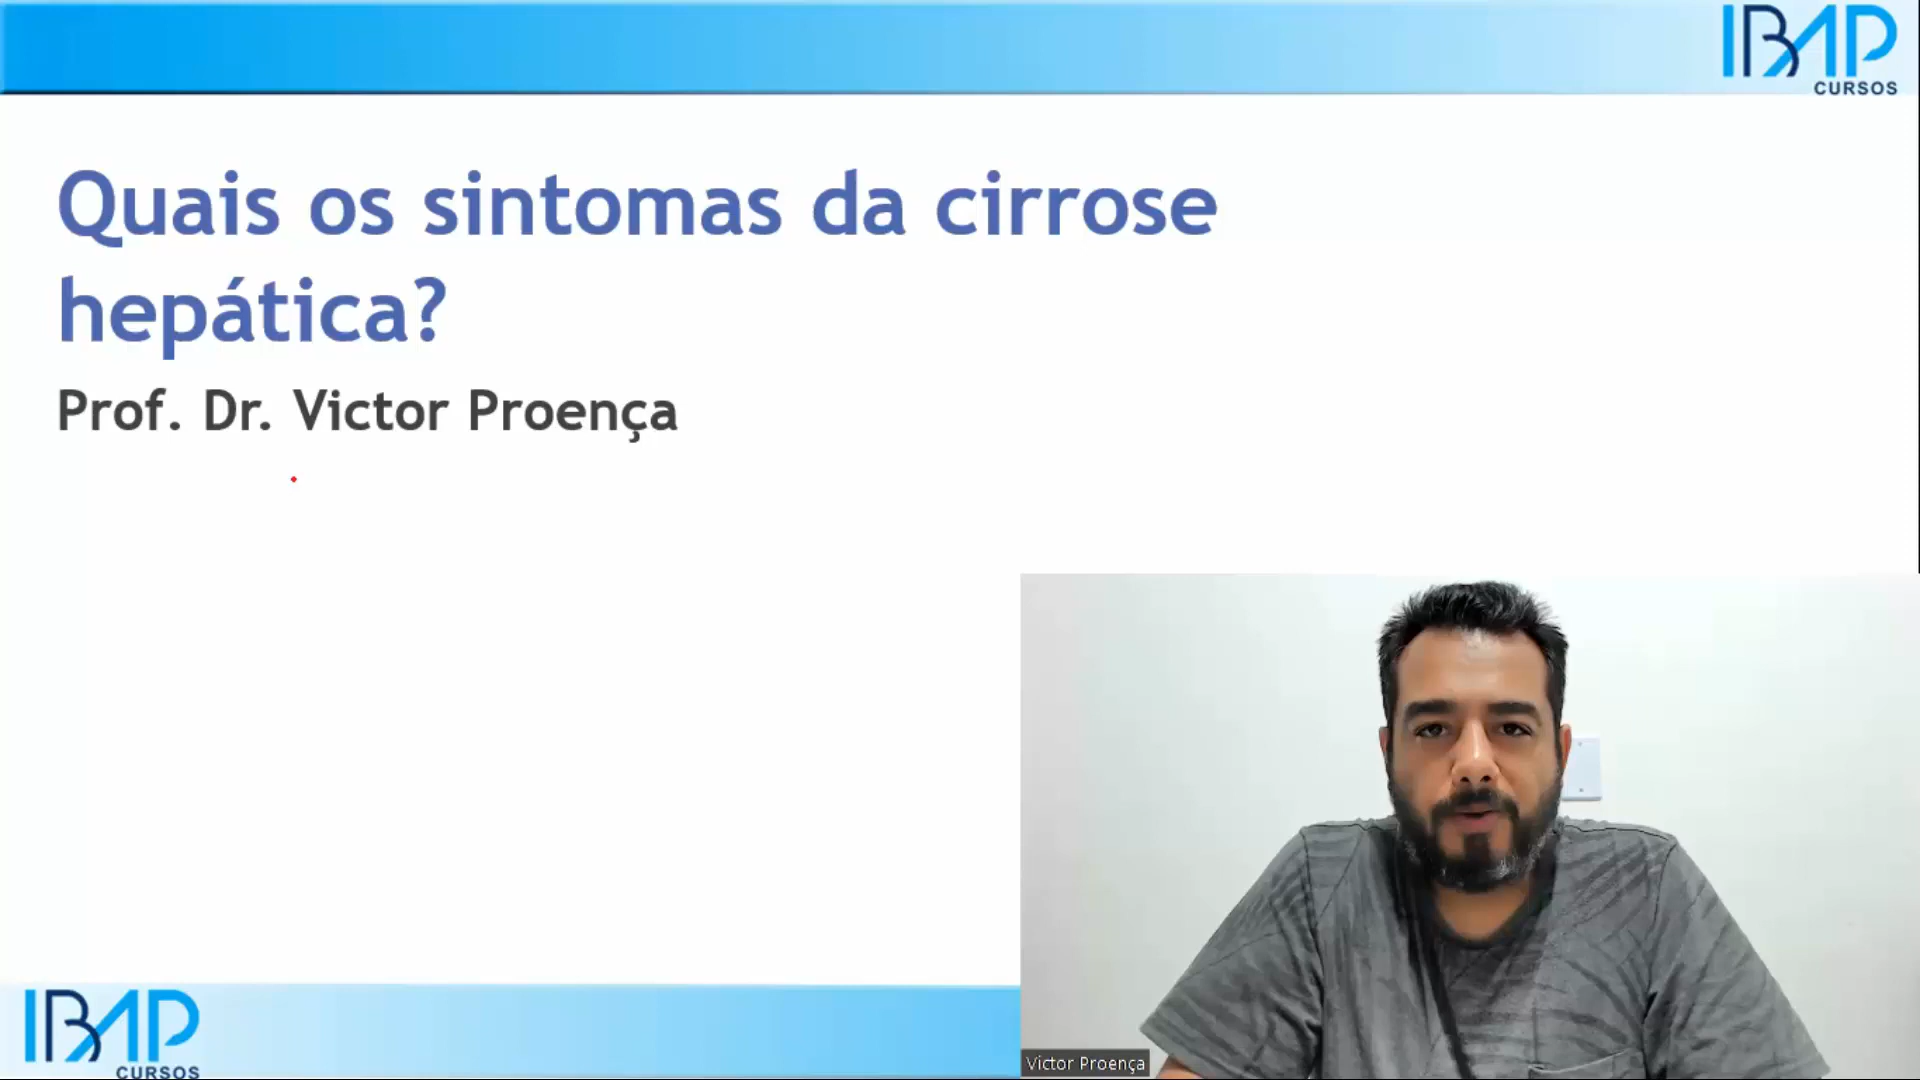 IBAP
CURSOS
Quais os sintomas da cirrose
hepática?
Prof. Dr. Victor Proença
IBAP
CURSOS
Victor Proença